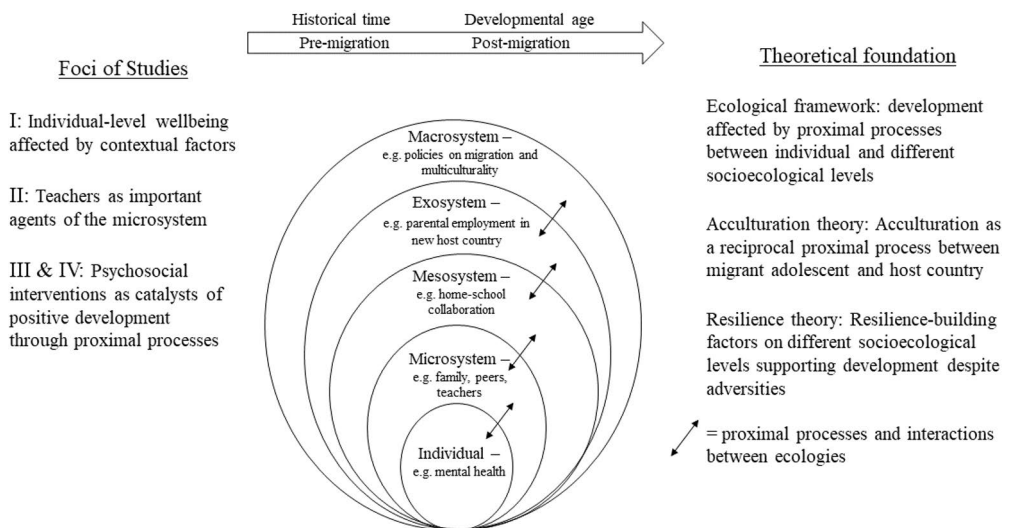 Historical time
Developmental age
Pre-migration
Post-migration
Foci of Studies
I: Individual-level wellbeing
affected by contextual factors
II: Teachers as important
agents of the microsystem
III & IV: Psychosocial
interventions as catalysts of
positive development
through proximal processes
Macrosystem –
e.g. policies on migration and
multiculturality
Exosystem –
e.g. parental employment in
new host country
Mesosystem –
e.g. home-school
collaboration
Microsystem –
e.g. family, peers,
teachers
Individual –
e.g. mental health
Theoretical foundation
Ecological framework: development
affected by proximal processes
between individual and different
socioecological levels
Acculturation theory: Acculturation as
a reciprocal proximal process between
migrant adolescent and host country
Resilience theory: Resilience-building
factors on different socioecological
levels supporting development despite
adversities
= proximal processes and interactions
between ecologies